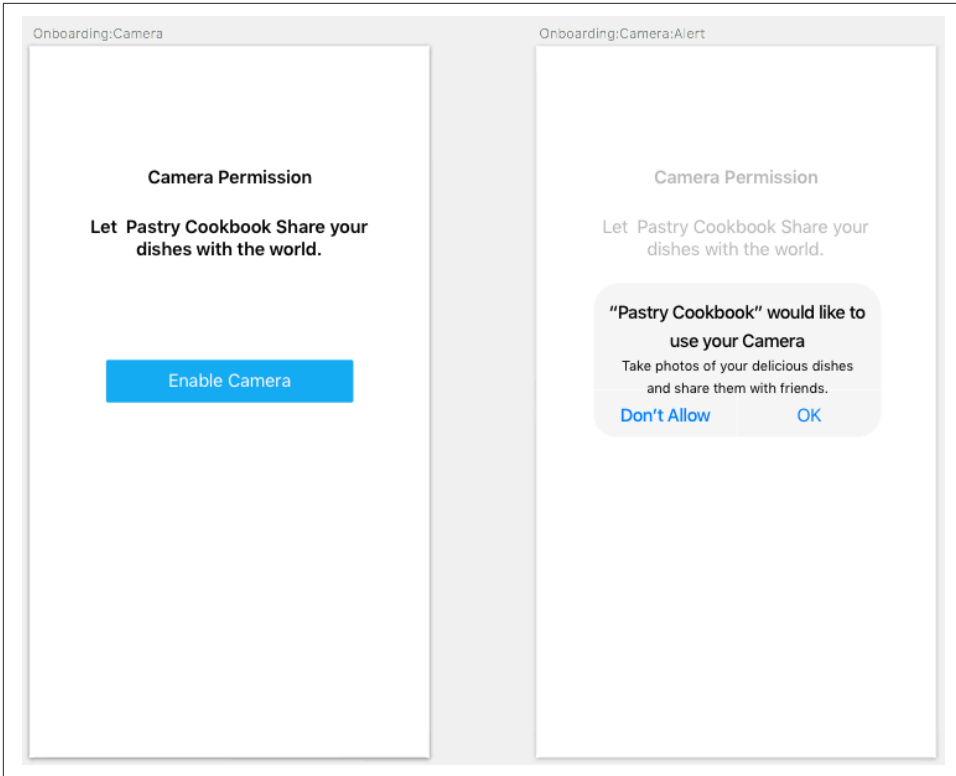 Onboarding:Camera
Camera Permission
Let  Pastry Cookbook Share your
dishes with the world.
Enable Camera
Onboarding:Camera:Alert
Camera Permission
Let  Pastry Cookbook Share your
dishes with the world.
“Pastry Cookbook” would like to
use your Camera
Take photos of your delicious dishes
and share them with friends.
Don’t Allow
OK